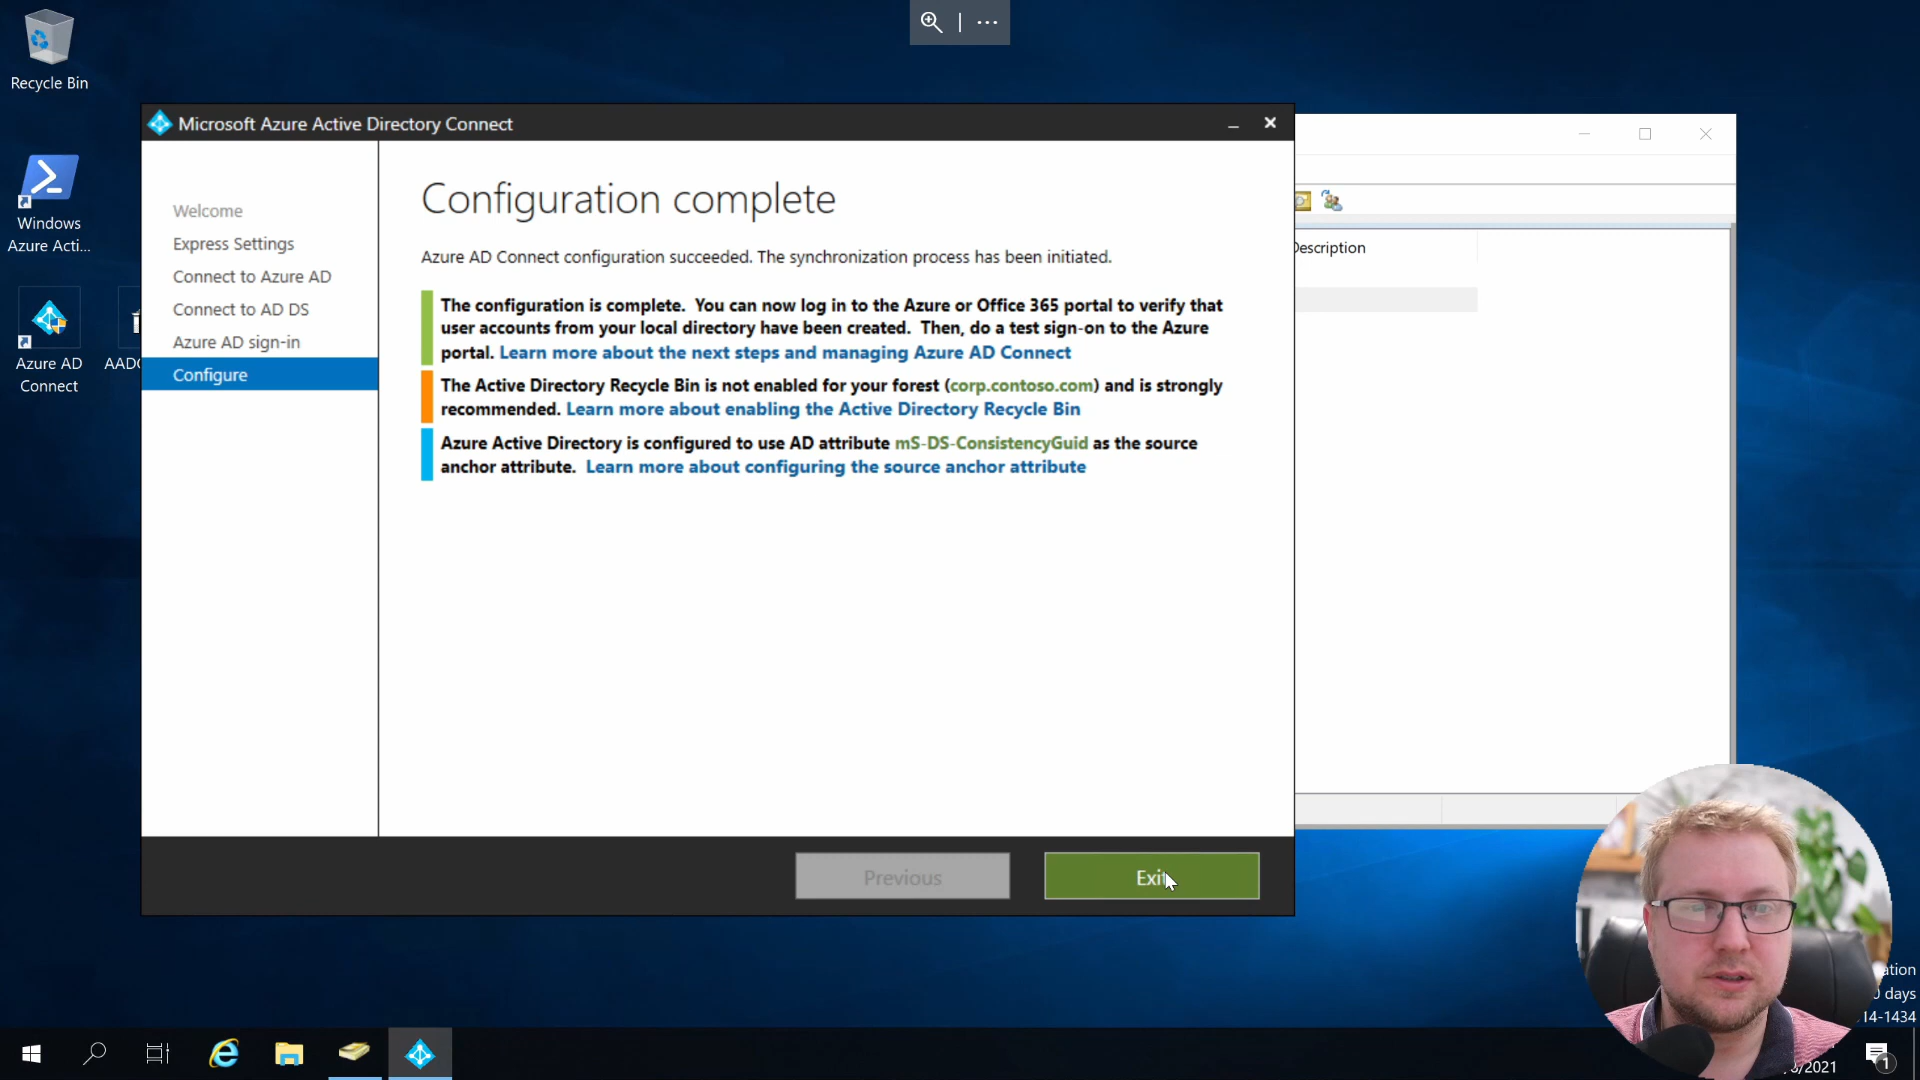 Recycle Bin
Windows
Azure Acti...
Azure AD
Connect
Microsoft Azure Active Directory Connect
Welcome
Express Settings
Connect to Azure AD
Connect to AD DS
Azure AD sign-in
Configure
Configuration complete
Azure AD Connect configuration succeeded. The synchronization process has been initiated.
The configuration is complete. You can now log in to the Azure or Office 365 portal to verify that
user accounts from your local directory have been created. Then, do a test sign-on to the Azure
portal. Learn more about the next steps and managing Azure AD Connect
The Active Directory Recycle Bin is not enabled for your forest (corp.contoso.com) and is strongly
recommended. Learn more about enabling the Active Directory Recycle Bin
Azure Active Directory is configured to use AD attribute mS-DS-ConsistencyGuid as the source
anchor attribute. Learn more about configuring the source anchor attribute
Previous
Exit
Description
days
14-1434
/2021
1